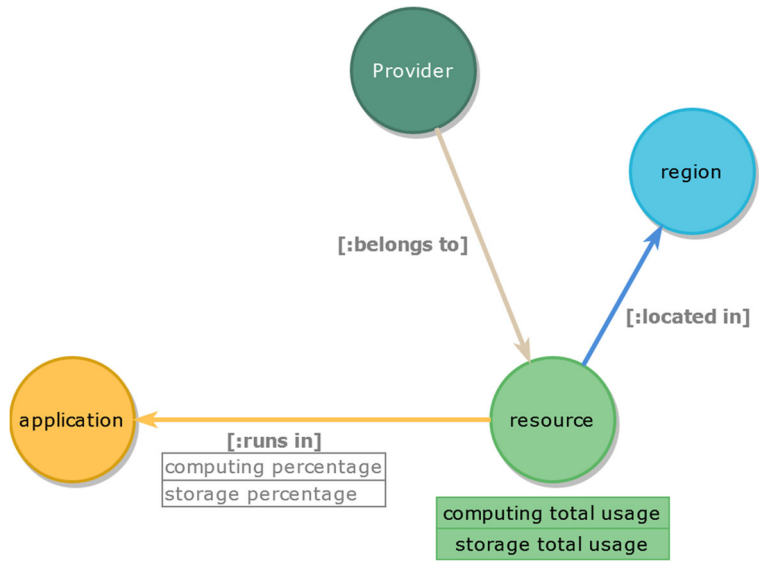 Provider
region
[:belongs to]
[:located in]
application
resource
[:runs in]
computing percentage
storage percentage
computing total usage
storage total usage